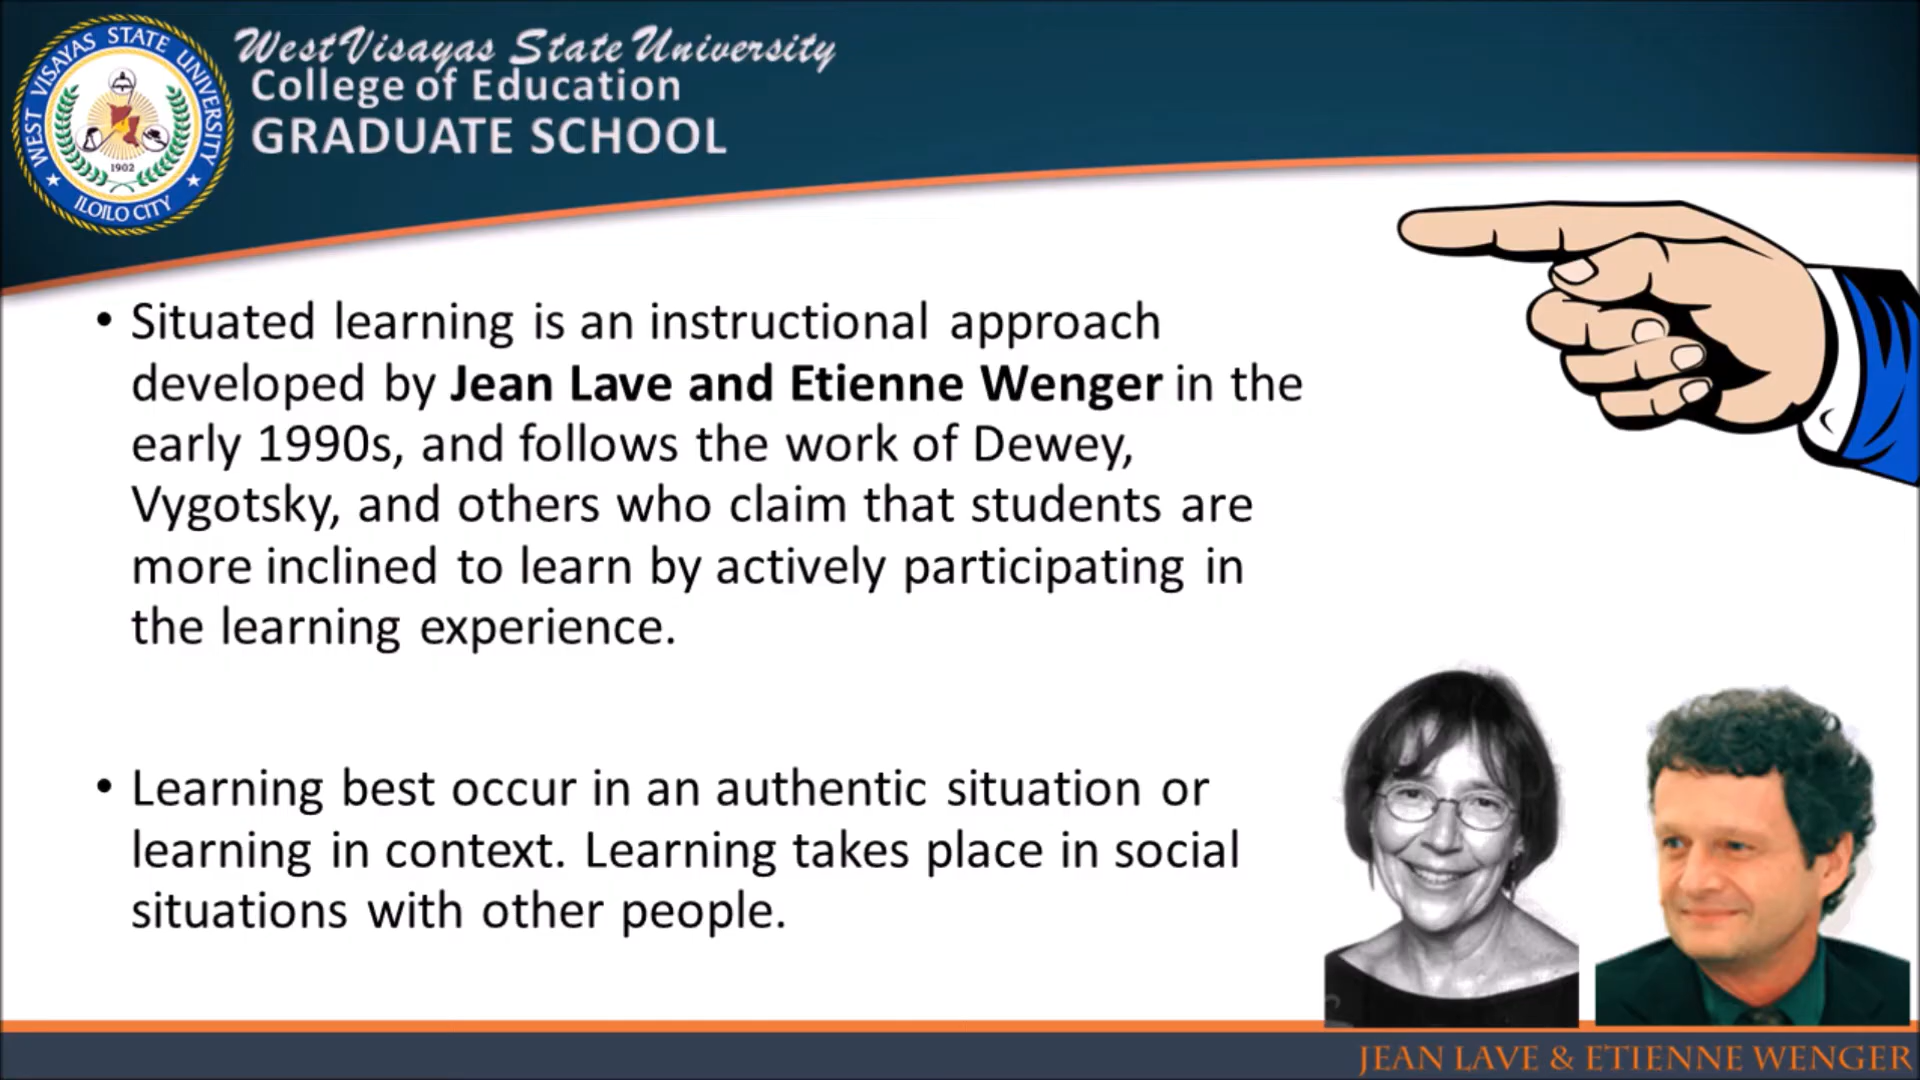 WEST VISAYAS STATE UNIVERSITY
1902
ILOILO CITY
West Visayas State University
College of Education
GRADUATE SCHOOL
• Situated learning is an instructional approach
developed by Jean Lave and Etienne Wenger in the
early 1990s, and follows the work of Dewey,
Vygotsky, and others who claim that students are
more inclined to learn by actively participating in
the learning experience.
• Learning best occur in an authentic situation or
learning in context. Learning takes place in social
situations with other people.
JEAN LAVE & ETIENNE WENGER